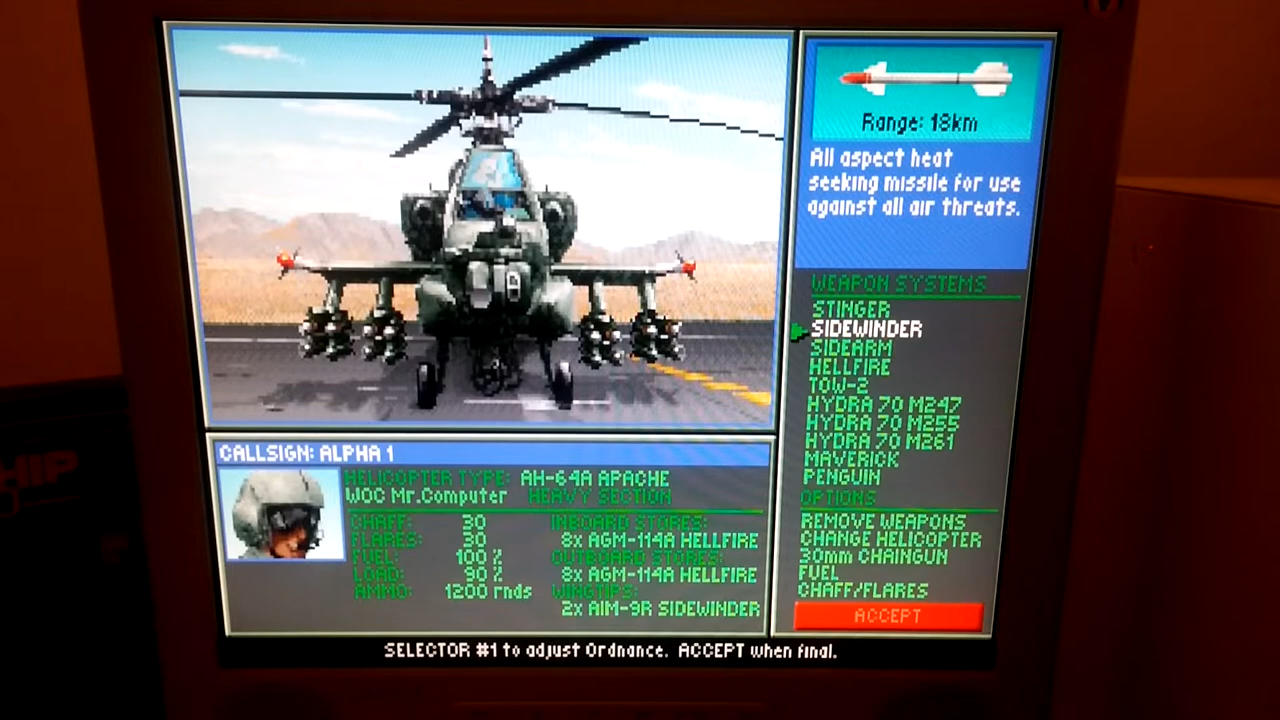 Range: 18km
All aspect heat
seeking missile for use
against all air threats.
WEAPON SYSTEMS
STINGER
SIDEWINDER
SIDEARM
HELLFIRE
TOW-2
HYDRA 70 M247
HYDRA 70 M255
HYDRA 70 M261
MAVERICK
PENGUIN
OPTIONS
REMOVE WEAPONS
CHANGE HELICOPTER
30mm CHAINGUN
FUEL
CHAFF/FLARES
ACCEPT
CALLSIGN: ALPHA 1
HELICOPTER TYPE: AH-64A APACHE
WOC Mr.Computer HEAVY SECTION
CHAFF: 30
FLARES: 30
FUEL: 100 %
LOAD: 90 %
AMMO: 1200 rnds
INBOARD STORES:
8x AGM-114A HELLFIRE
OUTBOARD STORES:
8x AGM-114A HELLFIRE
WINGTIPS:
2x AIM-9R SIDEWINDER
SELECTOR #1 to adjust Ordnance. ACCEPT when final.
HIP